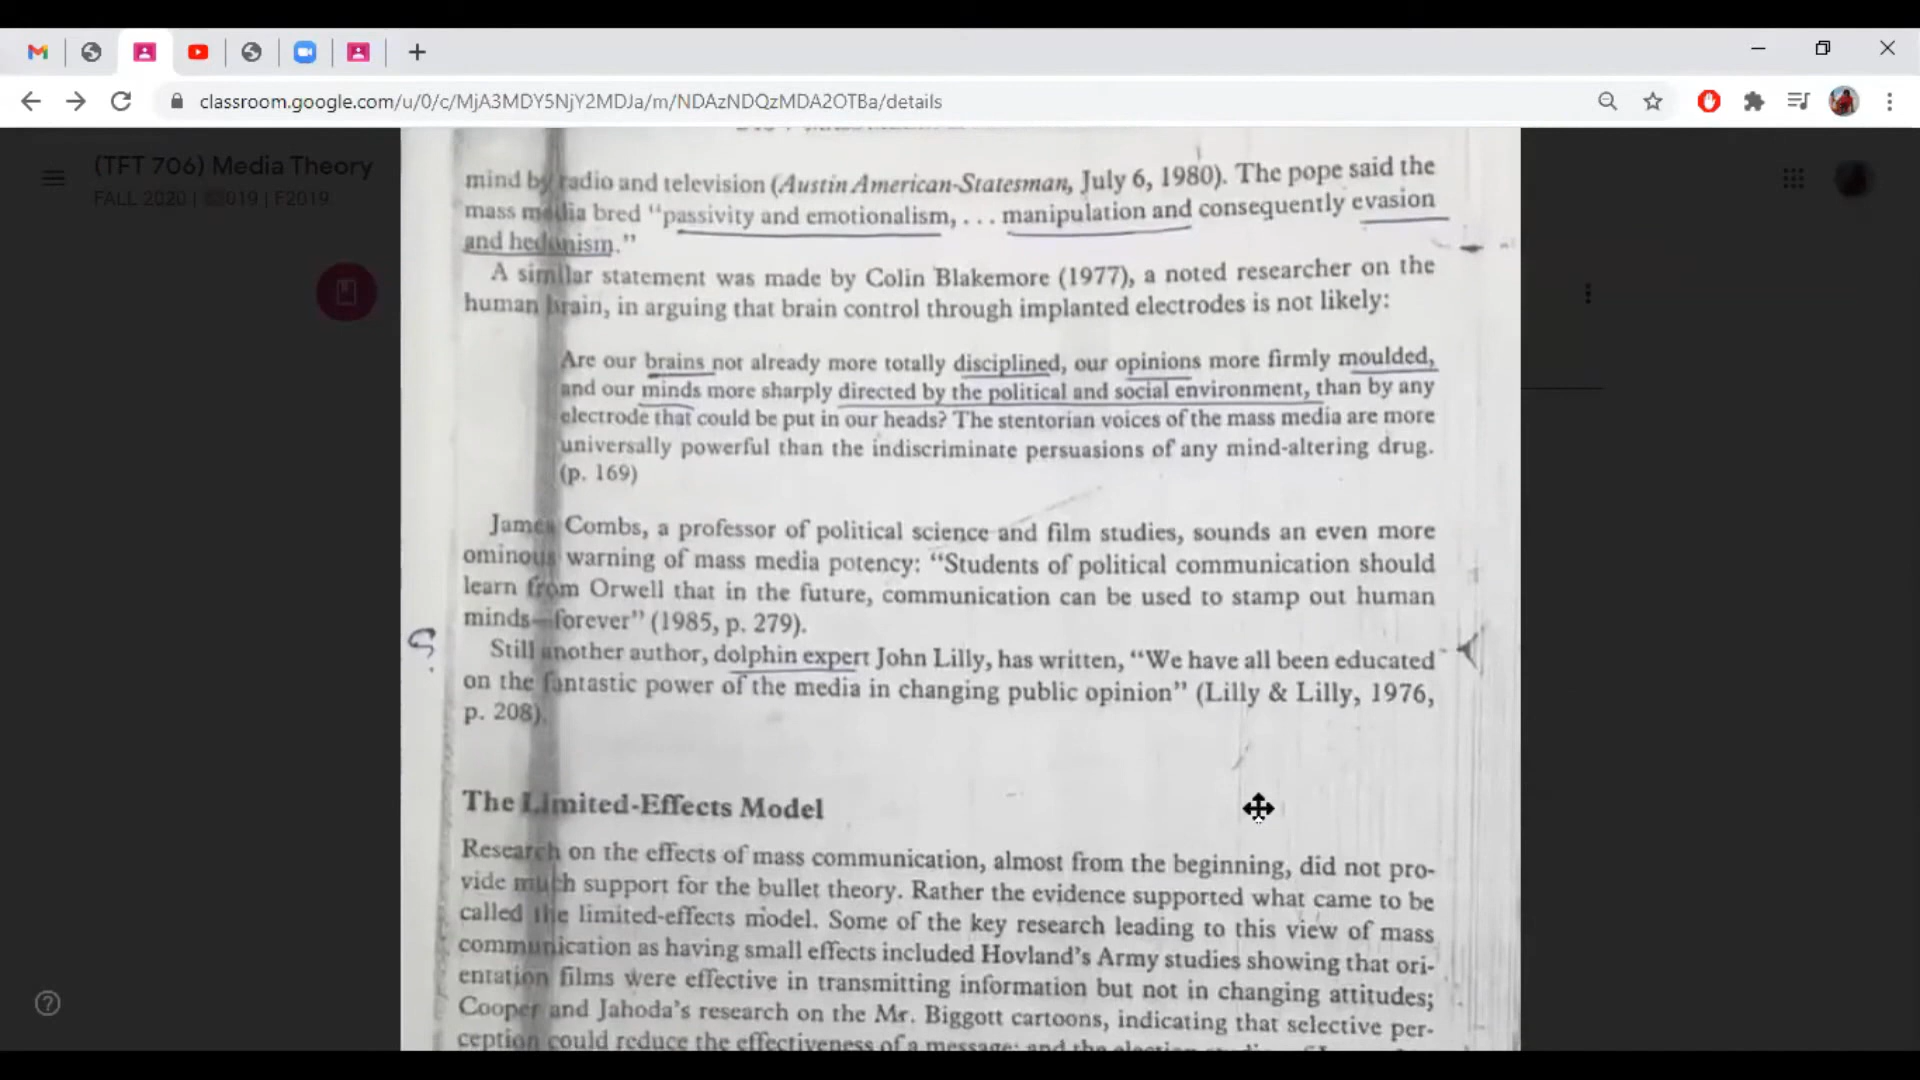 classroom.google.com/u/0/c/MjA3MDY5NjY2MDJa/m/NDAzNDQzMDA2OTBa/details
(TFT 706) Media Theory
FALL 2020 | 019 | F2019
mind by radio and television (Austin American-Statesman, July 6, 1980). The pope said the
mass media bred “passivity and emotionalism, . . . manipulation and consequently evasion
and hedonism.”
A similar statement was made by Colin Blakemore (1977), a noted researcher on the
human brain, in arguing that brain control through implanted electrodes is not likely:
Are our brains not already more totally disciplined, our opinions more firmly moulded,
and our minds more sharply directed by the political and social environment, than by any
electrode that could be put in our heads? The stentorian voices of the mass media are more
universally powerful than the indiscriminate persuasions of any mind-altering drug.
(p. 169)
James Combs, a professor of political science and film studies, sounds an even more
ominous warning of mass media potency: “Students of political communication should
learn from Orwell that in the future, communication can be used to stamp out human
minds—forever” (1985, p. 279).
Still another author, dolphin expert John Lilly, has written, “We have all been educated
on the fantastic power of the media in changing public opinion” (Lilly & Lilly, 1976,
p. 208).
The Limited-Effects Model
Research on the effects of mass communication, almost from the beginning, did not pro-
vide much support for the bullet theory. Rather the evidence supported what came to be
called the limited-effects model. Some of the key research leading to this view of mass
communication as having small effects included Hovland’s Army studies showing that ori-
entation films were effective in transmitting information but not in changing attitudes;
Cooper and Jahoda’s research on the Mr. Biggott cartoons, indicating that selective per-
ception could reduce the effectiveness of a message; and the election